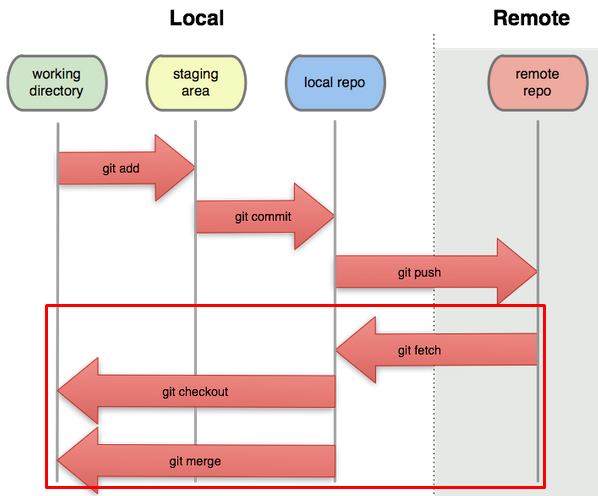 Local
Remote
working
directory
staging
area
local repo
remote
repo
git add
git commit
git push
git fetch
git checkout
git merge